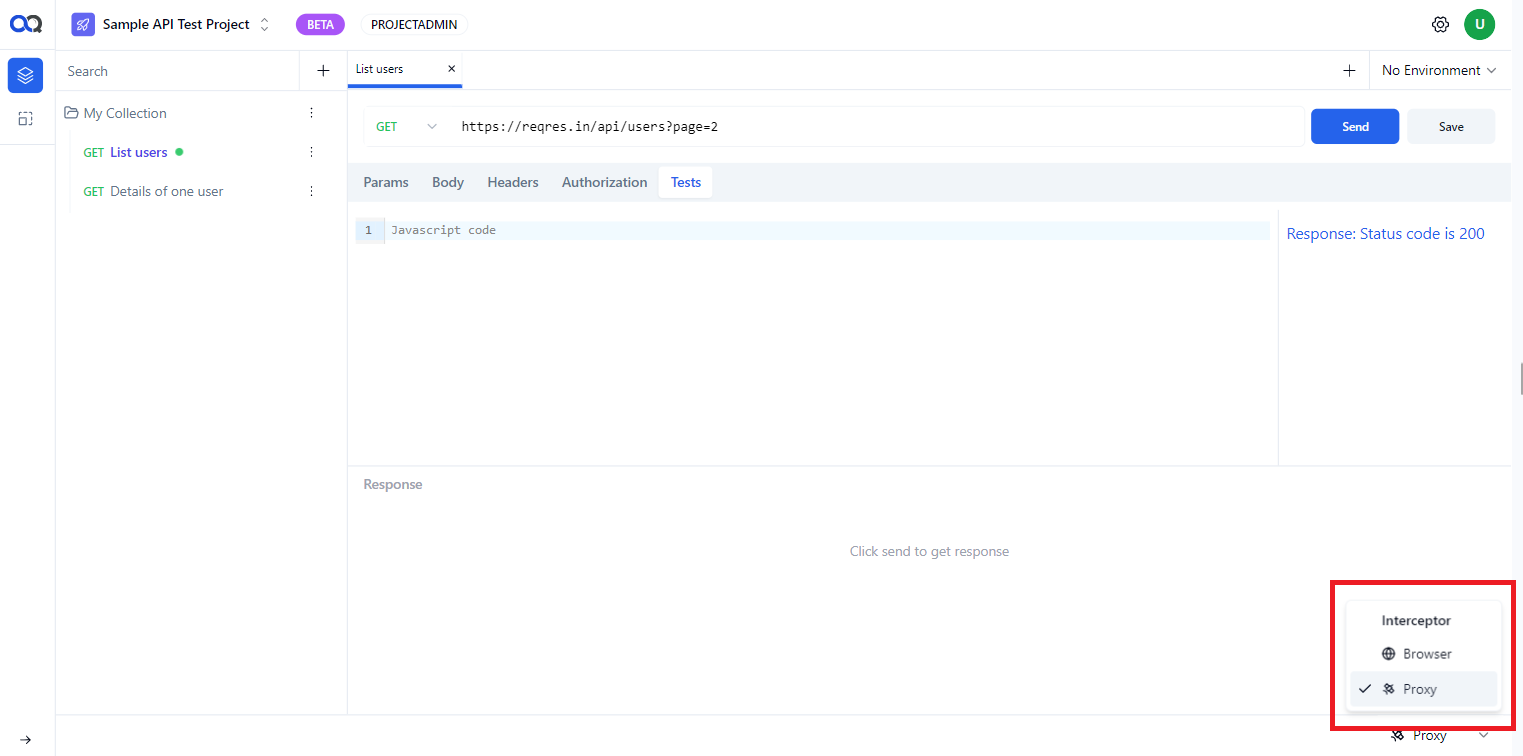 Sample API Test Project
BETA
PROJECTADMIN
U
Search
List users
No Environment
My Collection
GET List users
GET Details of one user
GET
https://reqres.in/api/users?page=2
Send
Save
Params
Body
Headers
Authorization
Tests
1
Javascript code
Response: Status code is 200
Response
Click send to get response
Interceptor
Browser
Proxy
Proxy